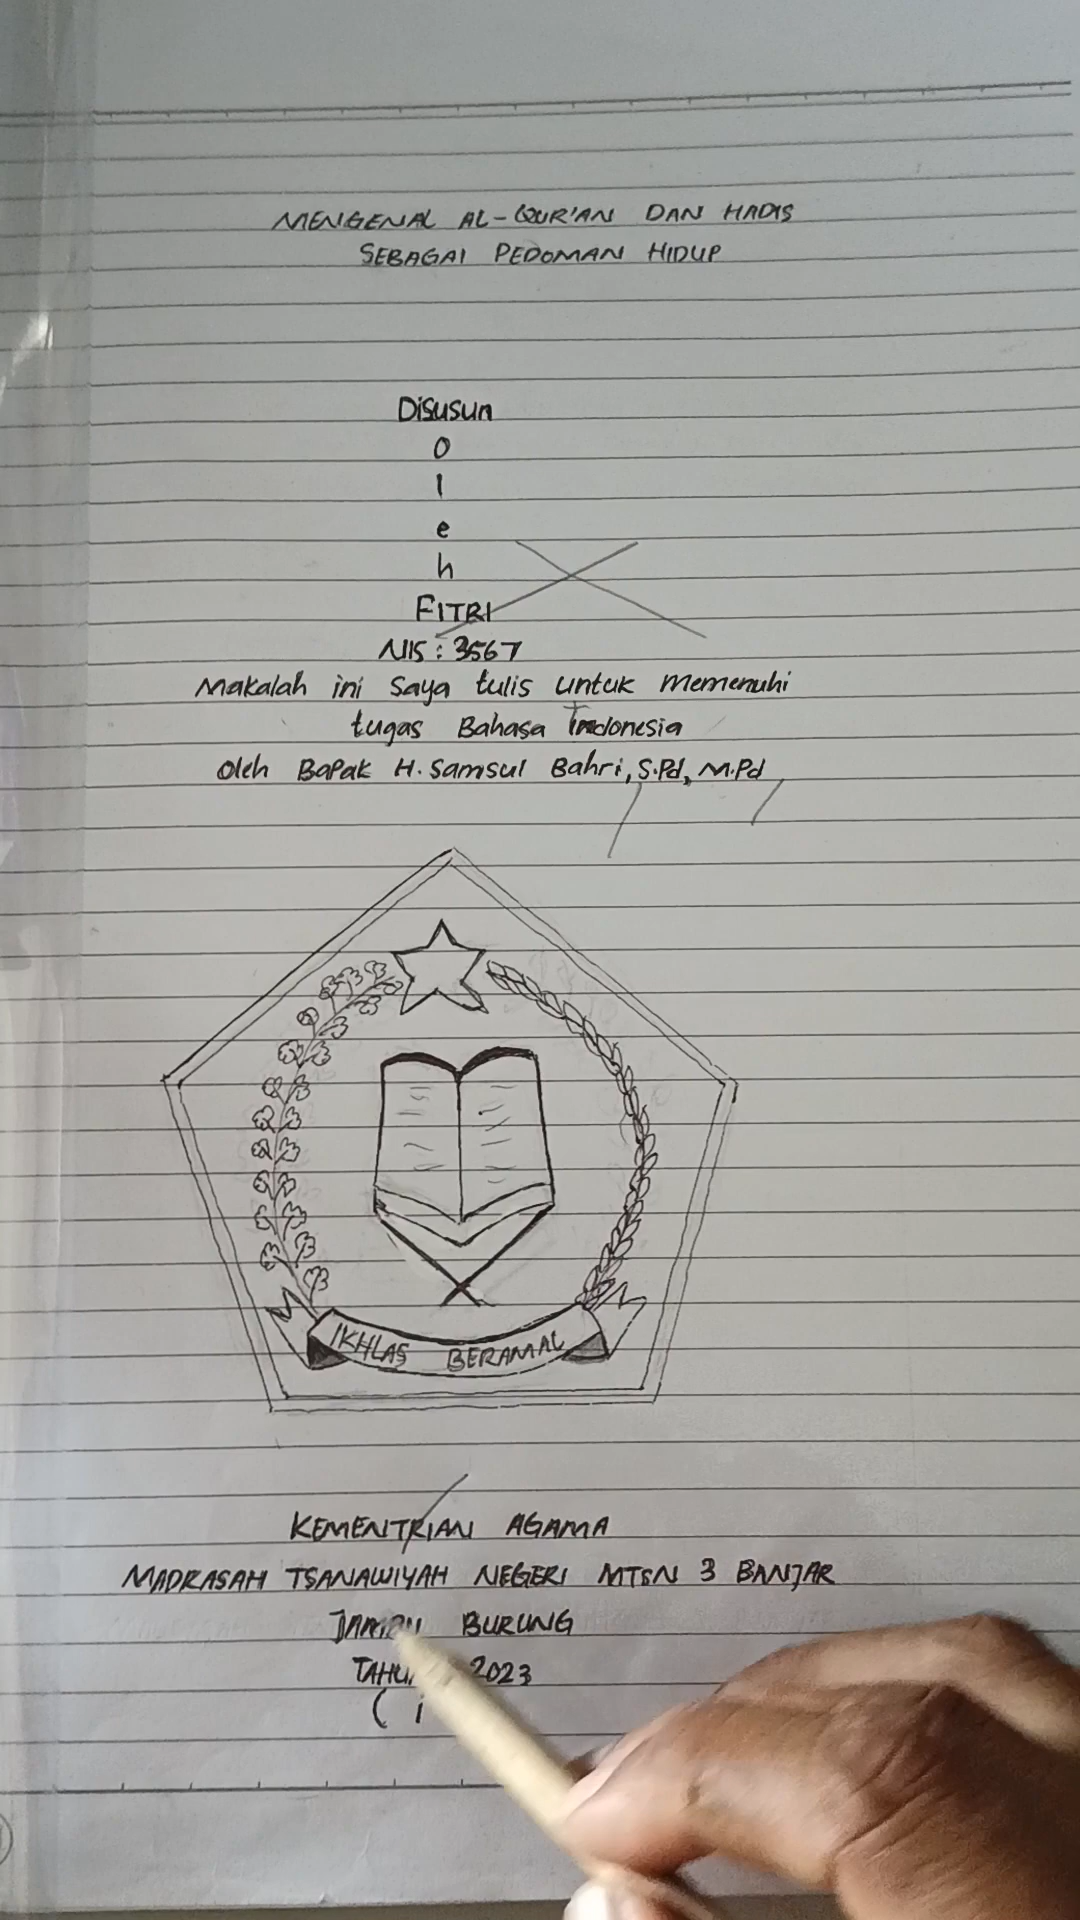 MENGENAL AL-QUR'AN DAN HADIS
SEBAGAI PEDOMAN HIDUP
Disusun
O
l
e
h
FITRI
NIS : 3567
Makalah ini saya tulis untuk memenuhi
tugas Bahasa Indonesia
Oleh Bapak H. Samsul Bahri, S.Pd, M.Pd
IKHLAS BERAMAL
KEMENTRIAN AGAMA
MADRASAH TSANAWIYAH NEGERI MTSN 3 BANJAR
BURUNG
2023
( i